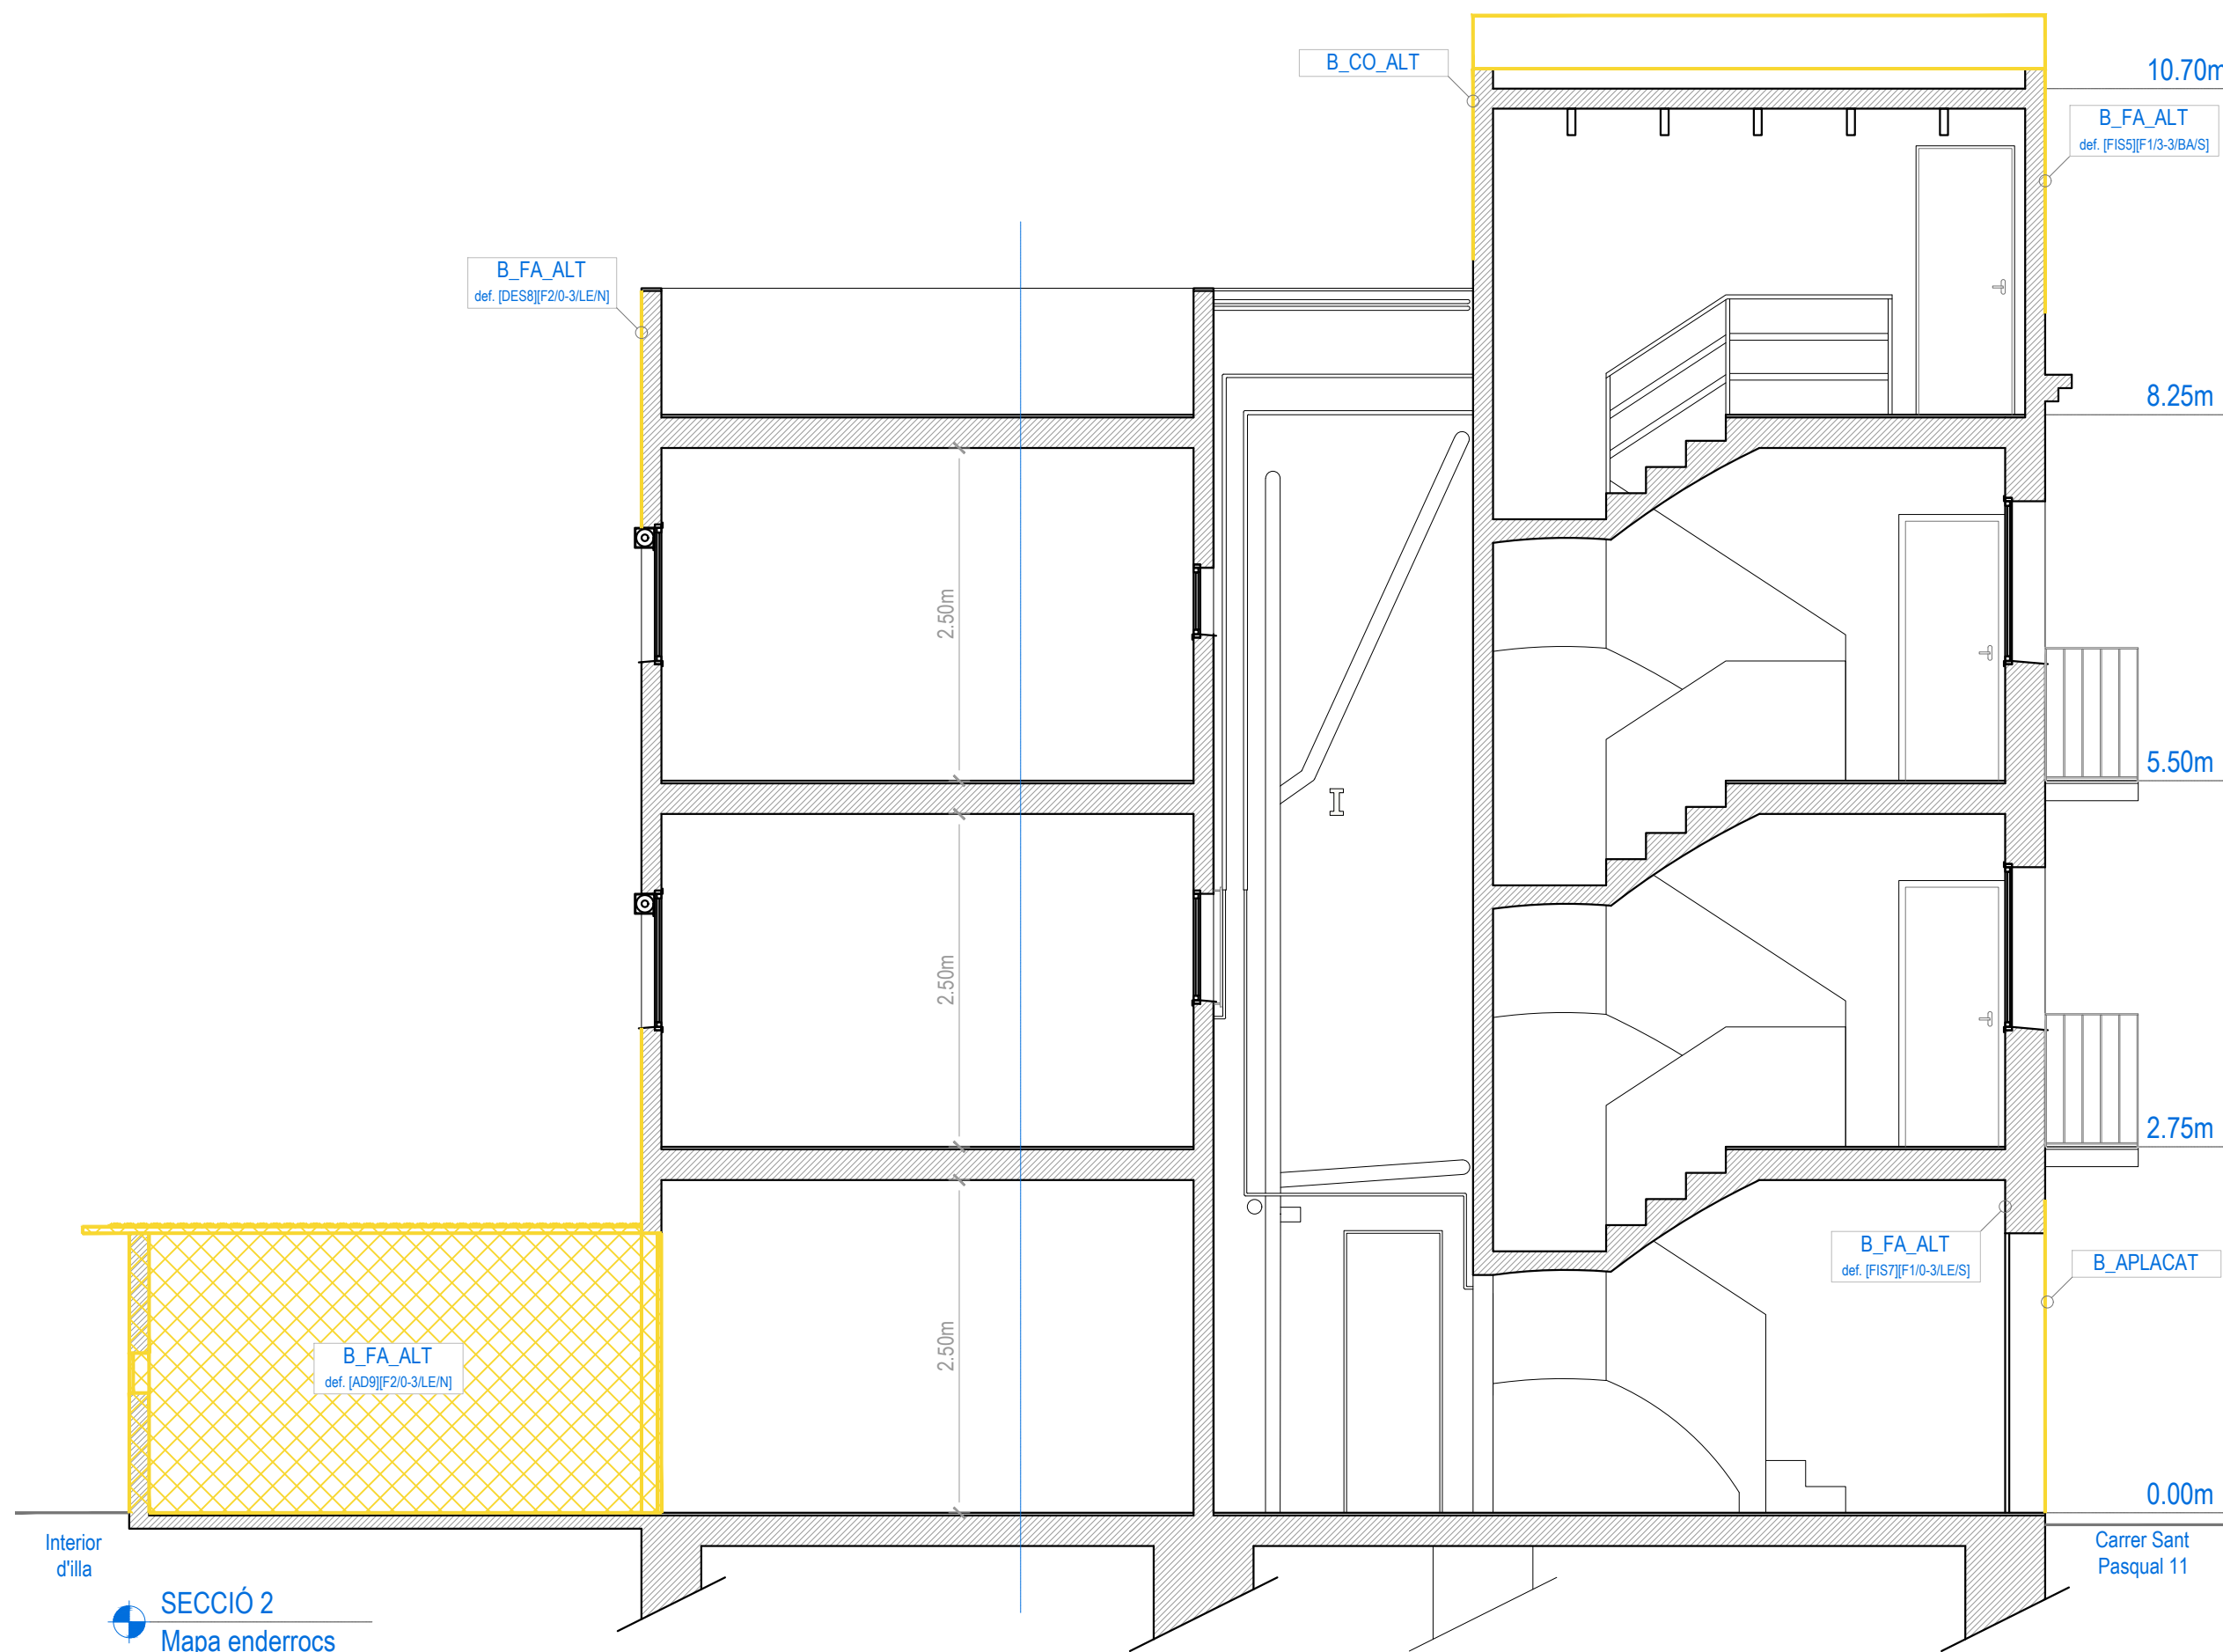 B_CO_ALT
10.70m
B_FA_ALT
def. [FIS5][F1/3-3/BA/S]
B_FA_ALT
def. [DES8][F2/0-3/LE/N]
8.25m
2.50m
5.50m
2.50m
2.75m
B_FA_ALT
def. [FIS7][F1/0-3/LE/S]
B_APLACAT
2.50m
B_FA_ALT
def. [AD9][F2/0-3/LE/N]
0.00m
Interior
d'illa
Carrer Sant
Pasqual 11
SECCIÓ 2
Mapa enderrocs